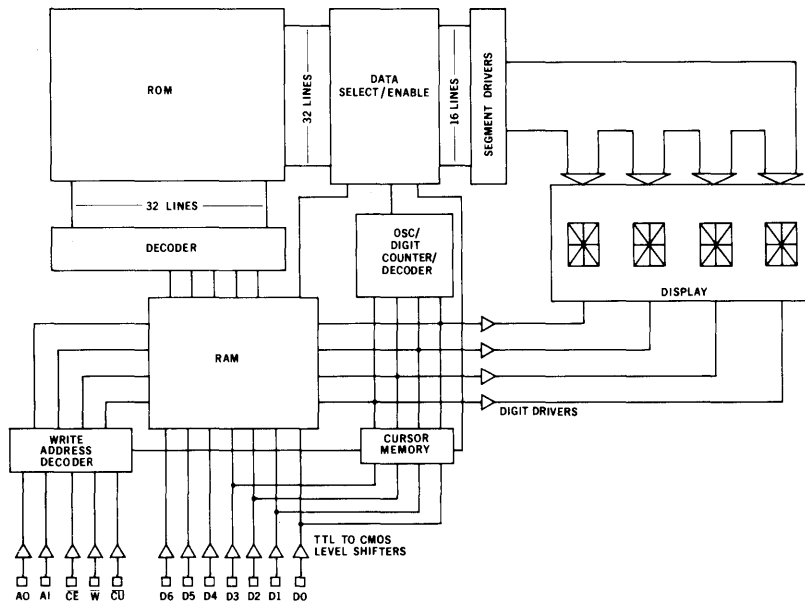 ROM
32 LINES
DATA
SELECT/ENABLE
16 LINES
SEGMENT DRIVERS
32 LINES
DECODER
OSC/
DIGIT
COUNTER/
DECODER
DISPLAY
RAM
DIGIT DRIVERS
WRITE
ADDRESS
DECODER
CURSOR
MEMORY
TTL TO CMOS
LEVEL SHIFTERS
A0 A1 C̅E̅ W̅ C̅U̅ D6 D5 D4 D3 D2 D1 D0